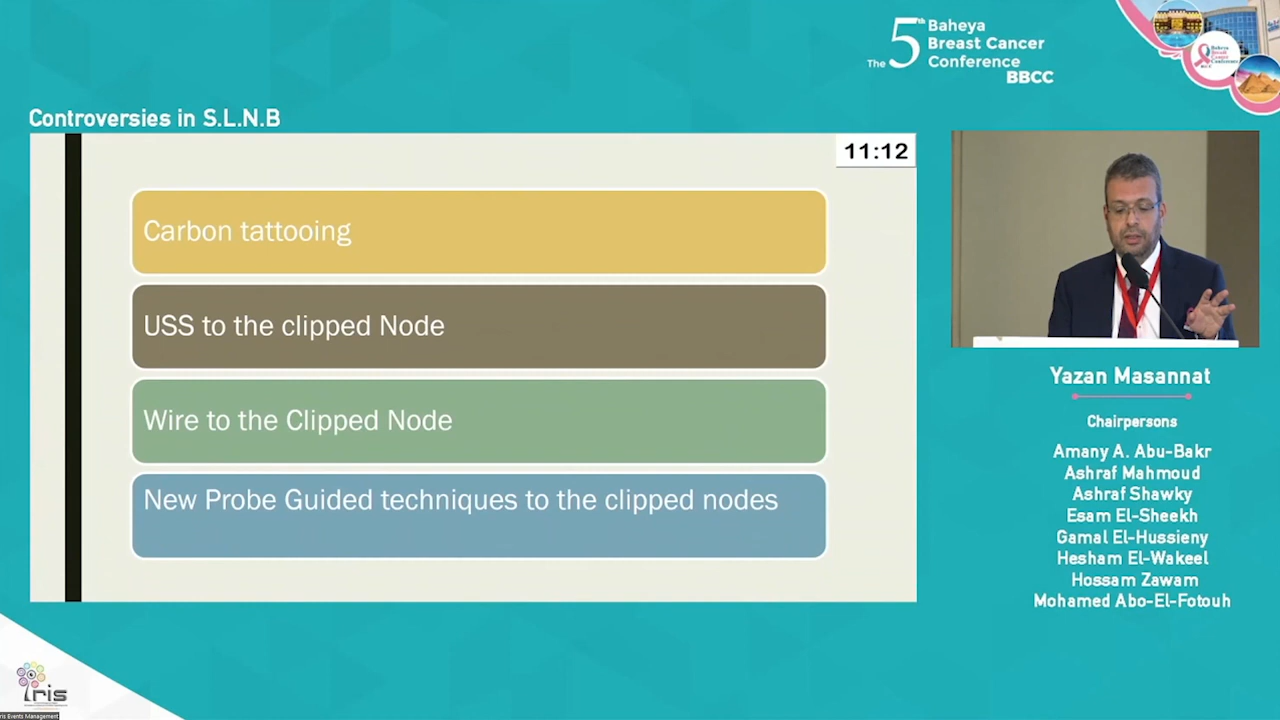 The 5th Baheya
Breast Cancer
Conference
BBCC
Controversies in S.L.N.B
11:12
Carbon tattooing
USS to the clipped Node
Wire to the Clipped Node
New Probe Guided techniques to the clipped nodes
Yazan Masannat
Chairpersons
Amany A. Abu-Bakr
Ashraf Mahmoud
Ashraf Shawky
Esam El-Sheekh
Gamal El-Hussieny
Hesham El-Wakeel
Hossam Zawam
Mohamed Abo-El-Fotouh
Iris
Iris Events Management